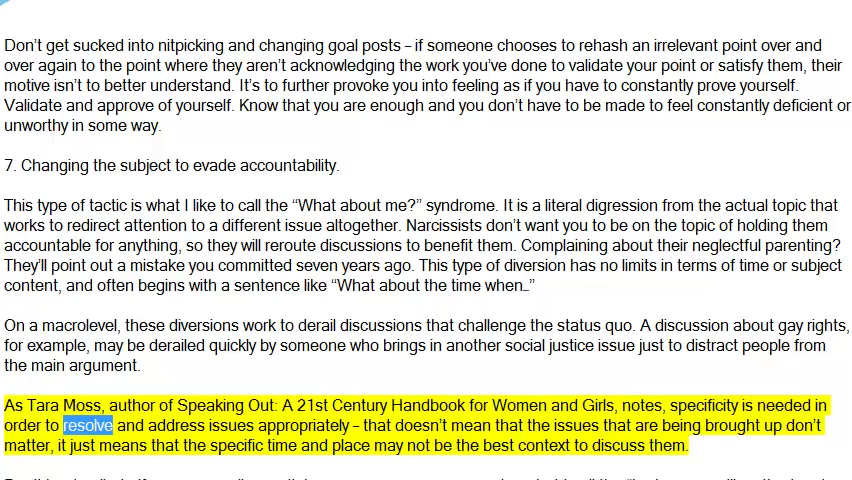 Don't get sucked into nitpicking and changing goal posts – if someone chooses to rehash an irrelevant point over and
over again to the point where they aren't acknowledging the work you've done to validate your point or satisfy them, their
motive isn't to better understand. It's to further provoke you into feeling as if you have to constantly prove yourself.
Validate and approve of yourself. Know that you are enough and you don't have to be made to feel constantly deficient or
unworthy in some way.
7. Changing the subject to evade accountability.
This type of tactic is what I like to call the “What about me?” syndrome. It is a literal digression from the actual topic that
works to redirect attention to a different issue altogether. Narcissists don't want you to be on the topic of holding them
accountable for anything, so they will reroute discussions to benefit them. Complaining about their neglectful parenting?
They'll point out a mistake you committed seven years ago. This type of diversion has no limits in terms of time or subject
content, and often begins with a sentence like “What about the time when…”
On a macrolevel, these diversions work to derail discussions that challenge the status quo. A discussion about gay rights,
for example, may be derailed quickly by someone who brings in another social justice issue just to distract people from
the main argument.
As Tara Moss, author of Speaking Out: A 21st Century Handbook for Women and Girls, notes, specificity is needed in
order to resolve and address issues appropriately – that doesn't mean that the issues that are being brought up don't
matter, it just means that the specific time and place may not be the best context to discuss them.